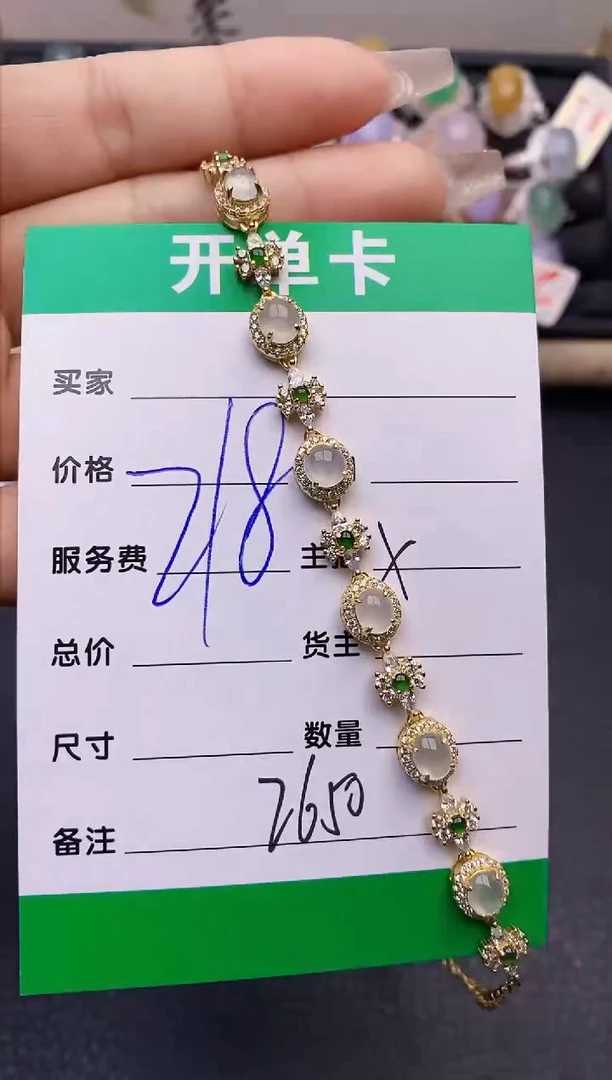 开单卡
买家
价格
718
服务费 主 X
总价 货主
尺寸 数量
备注 2650